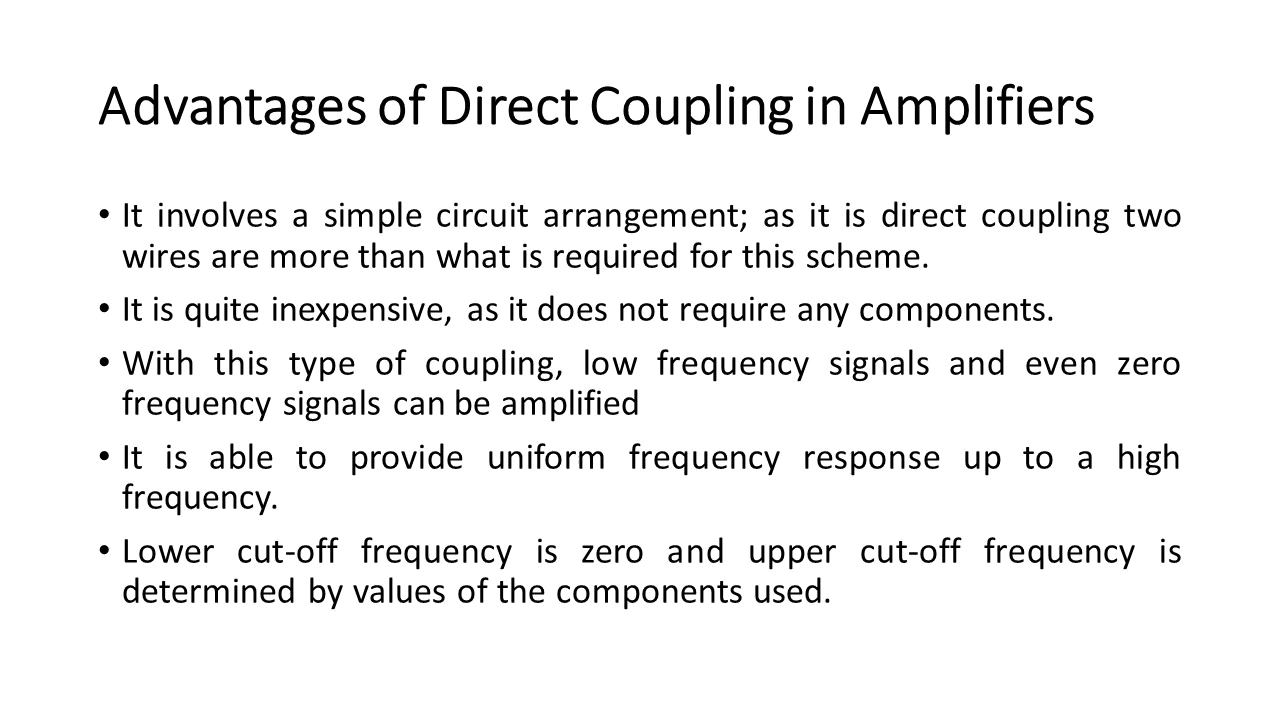 Advantages of Direct Coupling in Amplifiers
• It involves a simple circuit arrangement; as it is direct coupling two
wires are more than what is required for this scheme.
• It is quite inexpensive, as it does not require any components.
• With this type of coupling, low frequency signals and even zero
frequency signals can be amplified
• It is able to provide uniform frequency response up to a high
frequency.
• Lower cut-off frequency is zero and upper cut-off frequency is
determined by values of the components used.